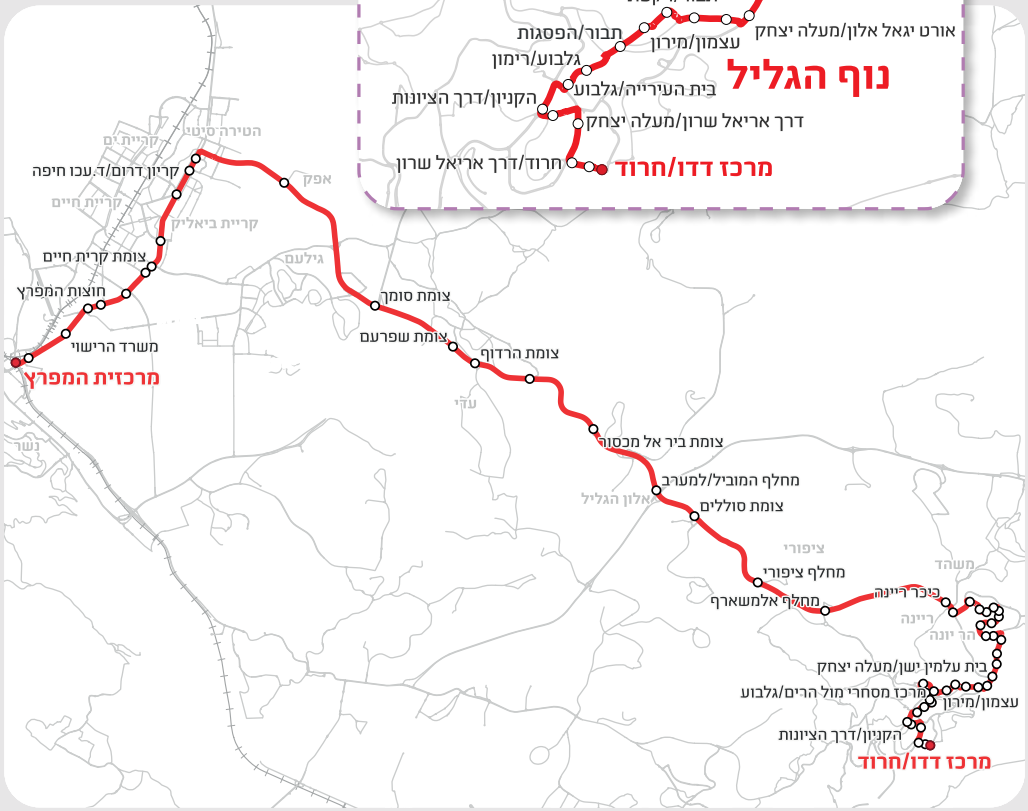 אורט יגאל אלון/מעלה יצחק
תבור/הפסגות
עצמון/מירון
גלבוע/רימון
נוף הגליל
בית העירייה/גלבוע
הקניון/דרך הציונות
דרך אריאל שרון/מעלה יצחק
חרוד/דרך אריאל שרון
מרכז דדו/חרוד
הטירה סיטי
קריית ים
קריון דרום/ד.עכו חיפה
אפק
קריית חיים
קריית ביאליק
צומת קרית חיים
גילעם
חוצות המפרץ
צומת סומך
צומת שפרעם
משרד הרישוי
צומת הרדוף
מרכזית המפרץ
עדי
נשר
צומת ביר אל מכסור
מחלף המוביל/למערב
אלון הגליל
צומת סוללים
ציפורי
משהד
מחלף ציפורי
כיכר ריינה
מחלף אלמשארף
ריינה
הר יונה
בית עלמין ישן/מעלה יצחק
מרכז מסחרי מול הרים/גלבוע
עצמון/מירון
הקניון/דרך הציונות
מרכז דדו/חרוד